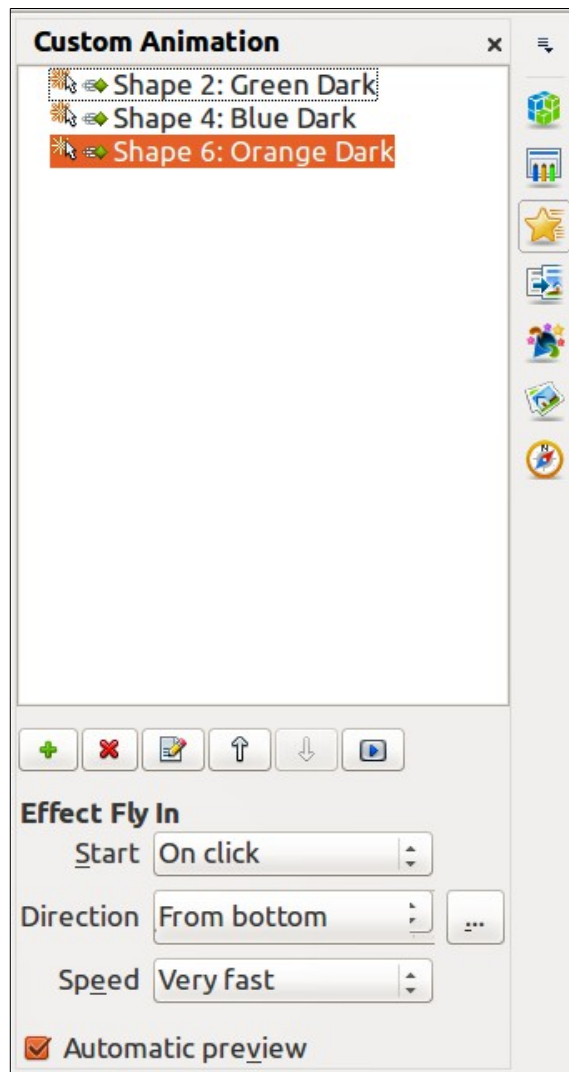 Custom Animation
Shape 2: Green Dark
Shape 4: Blue Dark
Shape 6: Orange Dark
Effect Fly In
Start On click
Direction From bottom ...
Speed Very fast
Automatic preview